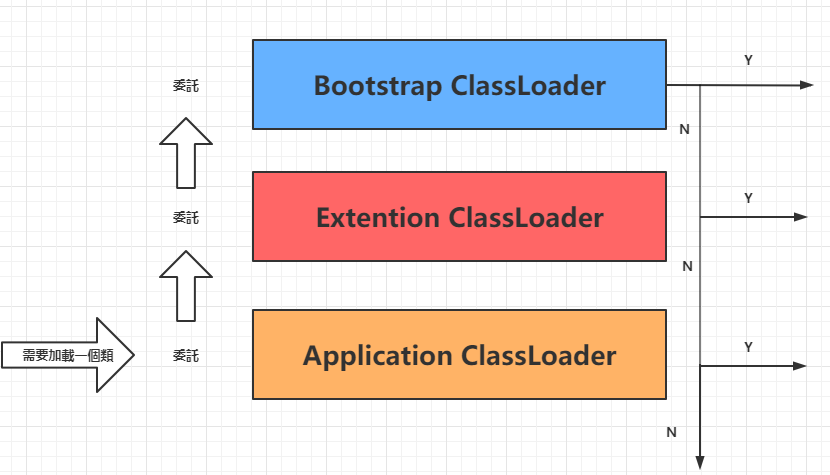 委託
Bootstrap ClassLoader
Y
N
委託
Extention ClassLoader
Y
N
需要加載一個類
委託
Application ClassLoader
Y
N